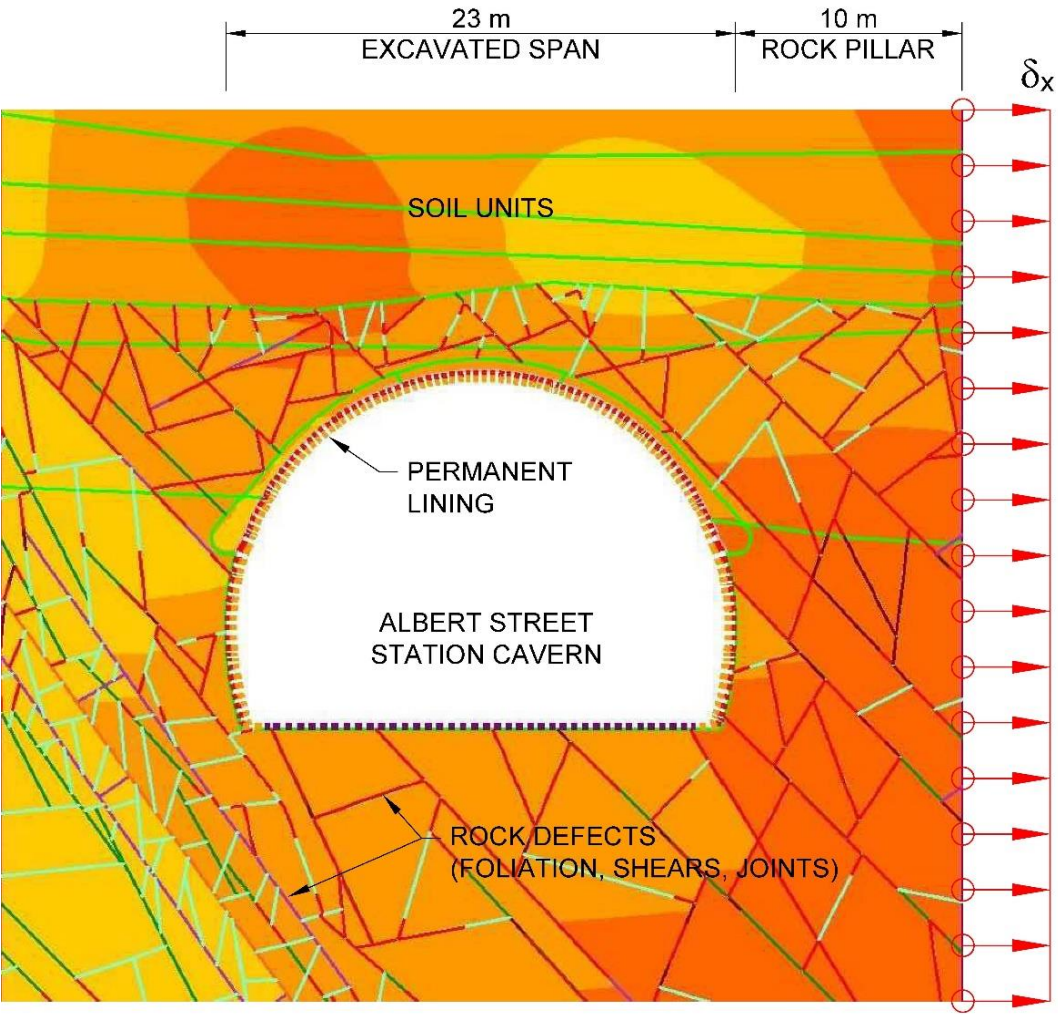 23 m
EXCAVATED SPAN
10 m
ROCK PILLAR
δx
SOIL UNITS
PERMANENT
LINING
ALBERT STREET
STATION CAVERN
ROCK DEFECTS
(FOLIATION, SHEARS, JOINTS)